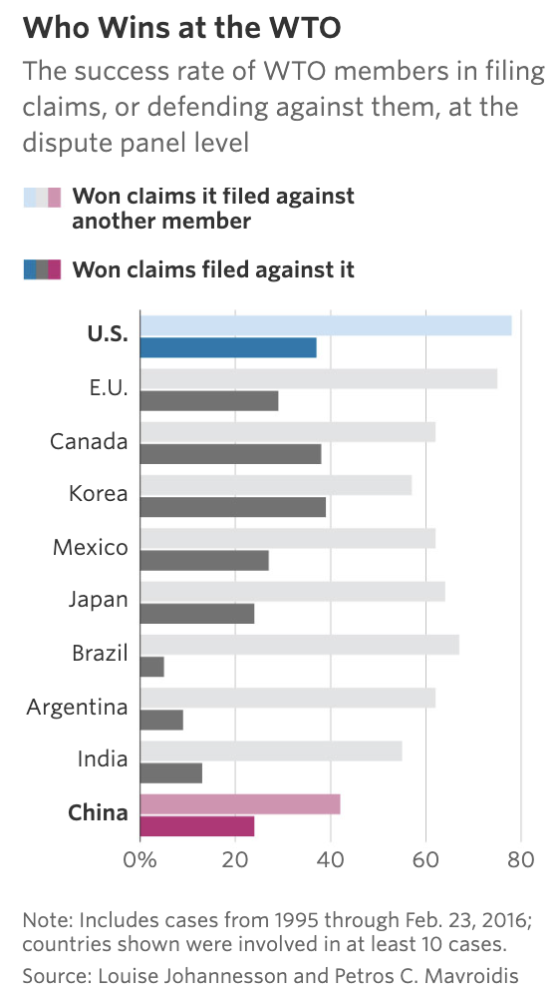 Who Wins at the WTO
The success rate of WTO members in filing
claims, or defending against them, at the
dispute panel level
Won claims it filed against
another member
Won claims filed against it
U.S.
E.U.
Canada
Korea
Mexico
Japan
Brazil
Argentina
India
China
0% 20 40 60 80
Note: Includes cases from 1995 through Feb. 23, 2016;
countries shown were involved in at least 10 cases.
Source: Louise Johannesson and Petros C. Mavroidis